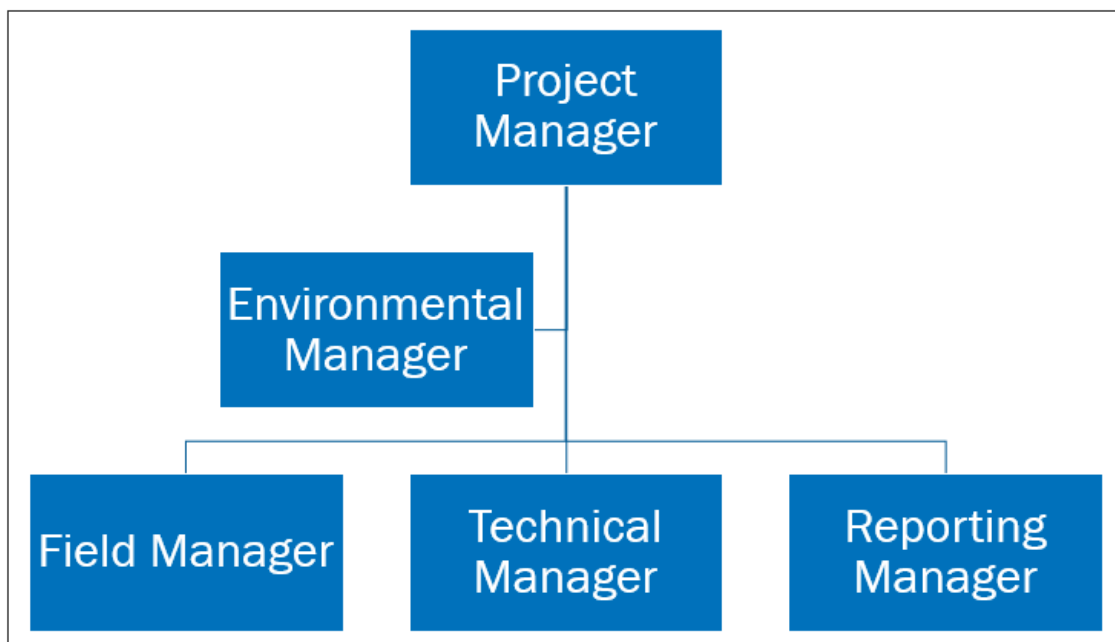 Project
Manager
Environmental
Manager
Field Manager
Technical
Manager
Reporting
Manager